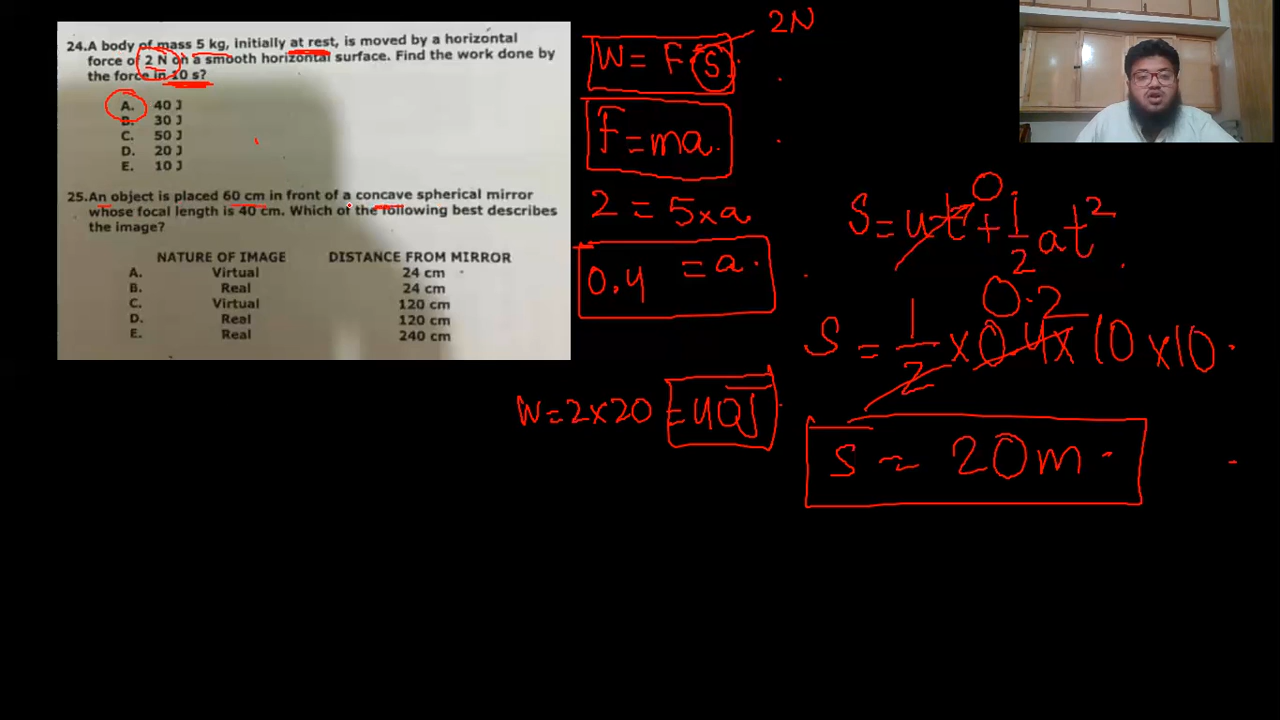 24.A body of mass 5 kg, initially at rest, is moved by a horizontal
force of 2 N on a smooth horizontal surface. Find the work done by
the force in 10 s?
A. 40 J
B. 30 J
C. 50 J
D. 20 J
E. 10 J
25.An object is placed 60 cm in front of a concave spherical mirror
whose focal length is 40 cm. Which of the following best describes
the image?
NATURE OF IMAGE DISTANCE FROM MIRROR
A. Virtual 24 cm
B. Real 24 cm
C. Virtual 120 cm
D. Real 120 cm
E. Real 240 cm
2N
W = F.S.
F = ma.
2 = 5xa
0.4 = a.
W = 2x20 = 40J
0
S = ut + 1/2 at²
0.2
S = 1/2 x 0.4 x 10 x 10.
S = 20m.